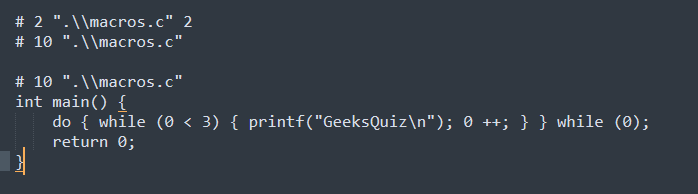 # 2 ".\\macros.c" 2
# 10 ".\\macros.c"
# 10 ".\\macros.c"
int main() {
    do { while (0 < 3) { printf("GeeksQuiz\n"); 0 ++; } } while (0);
    return 0;
}